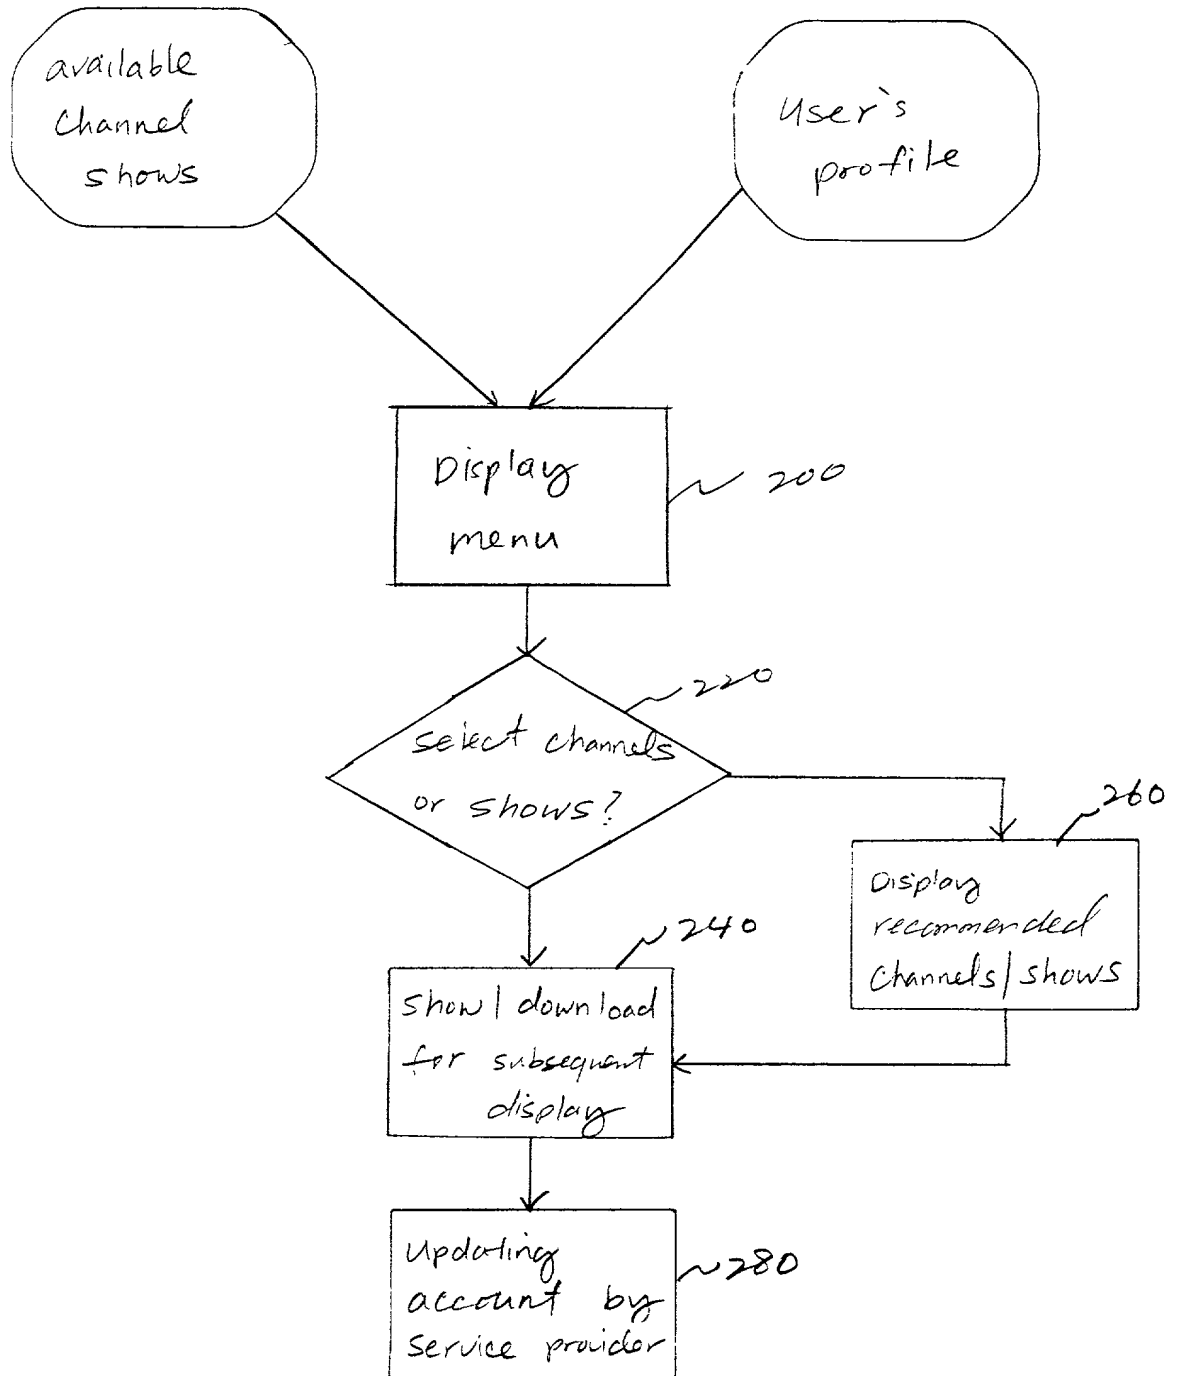 available
Channel
shows
User's
profile
Display
menu
200
220
select channels
or shows?
260
Display
recommended
Channels/shows
240
show/download
for subsequent
display
Updating
account by
service provider
280